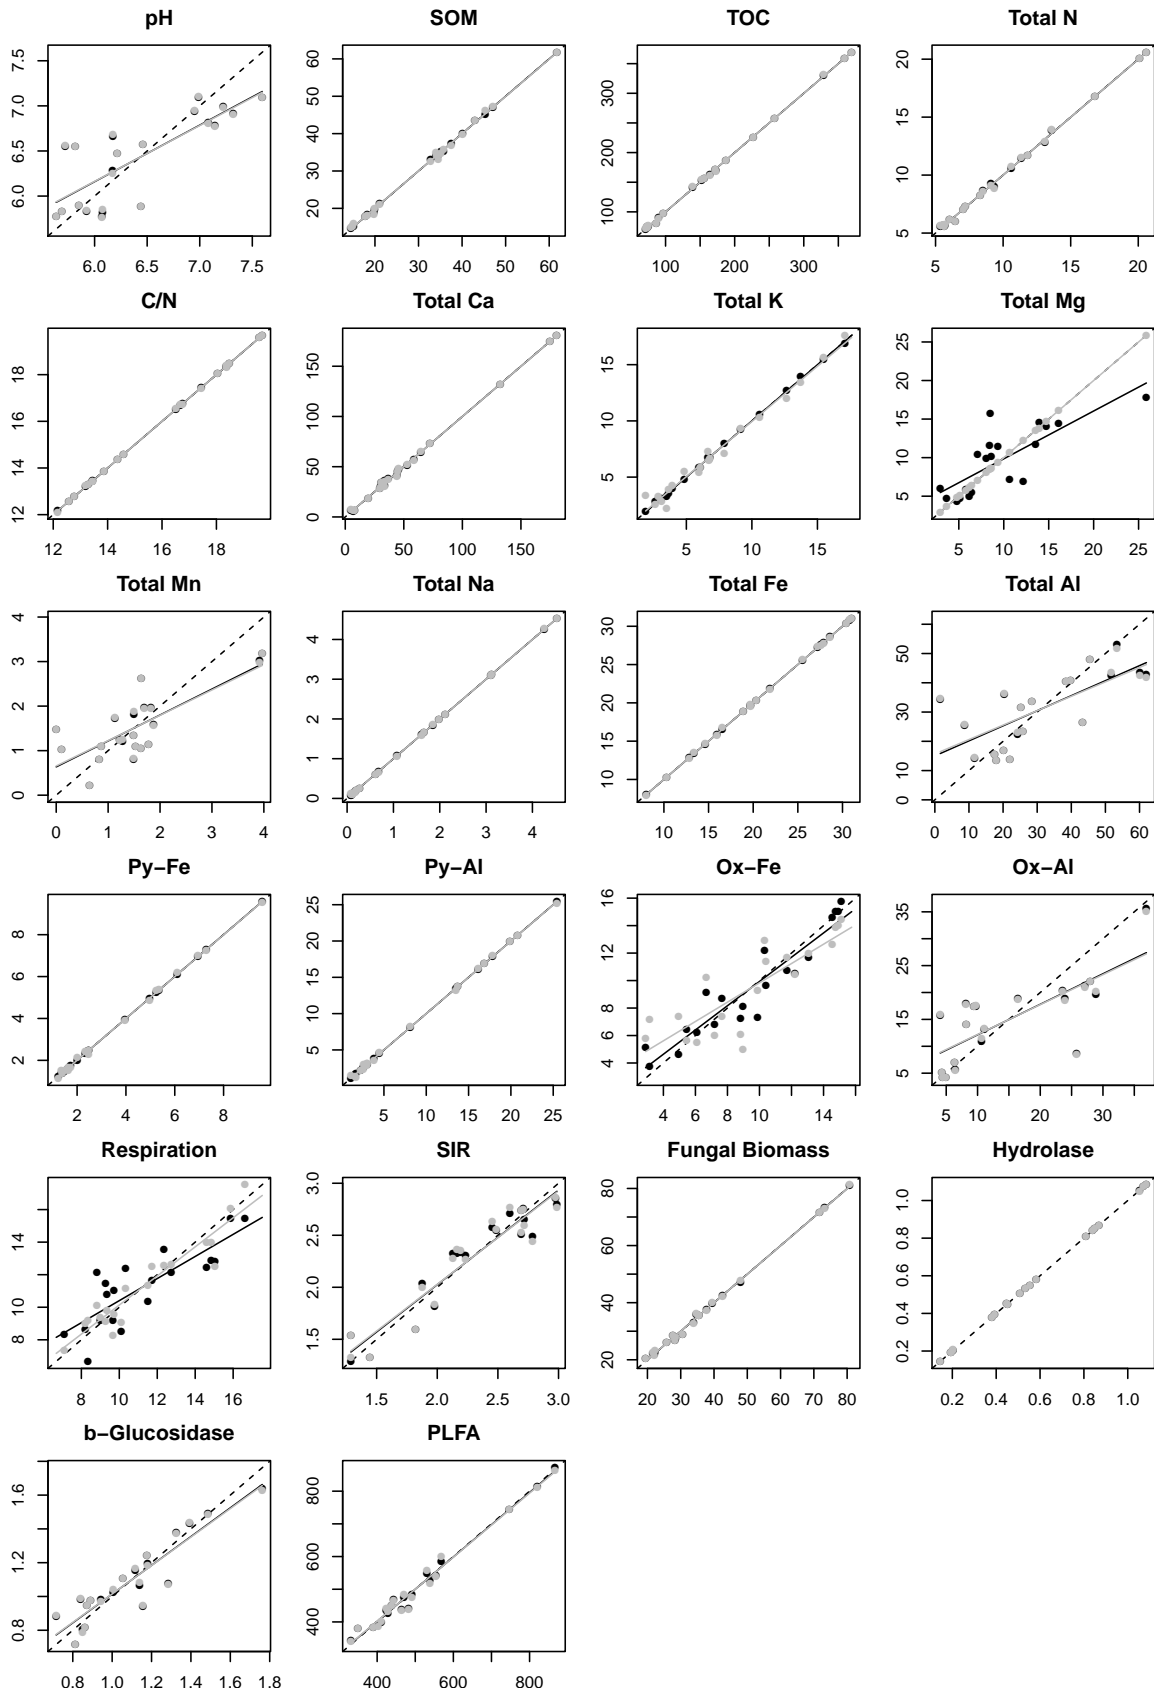 pH SOM TOC Total N
7.5 7.0 6.5 6.0
6.0 6.5 7.0 7.5
60 50 40 30 20
20 30 40 50 60
300 200 100
100 200 300
20 15 10 5
5 10 15 20
C/N Total Ca Total K Total Mg
18 16 14 12
12 14 16 18
150 100 50 0
0 50 100 150
15 10 5
5 10 15
25 20 15 10 5
5 10 15 20 25
Total Mn Total Na Total Fe Total Al
4 3 2 1 0
0 1 2 3 4
4 3 2 1 0
0 1 2 3 4
30 25 20 15 10
10 15 20 25 30
50 30 10 0
0 10 20 30 40 50 60
Py−Fe Py−Al Ox−Fe Ox−Al
8 6 4 2
2 4 6 8
25 20 15 10 5
5 10 15 20 25
16 12 8 6 4
4 6 8 10 14
35 25 15 5
5 10 20 30
Respiration SIR Fungal Biomass Hydrolase
14 10 8
8 10 12 14 16
3.0 2.5 2.0 1.5
1.5 2.0 2.5 3.0
80 60 40 20
20 30 40 50 60 70 80
1.0 0.8 0.6 0.4 0.2
0.2 0.4 0.6 0.8 1.0
b−Glucosidase PLFA
1.6 1.2 0.8
0.8 1.0 1.2 1.4 1.6 1.8
800 600 400
400 600 800